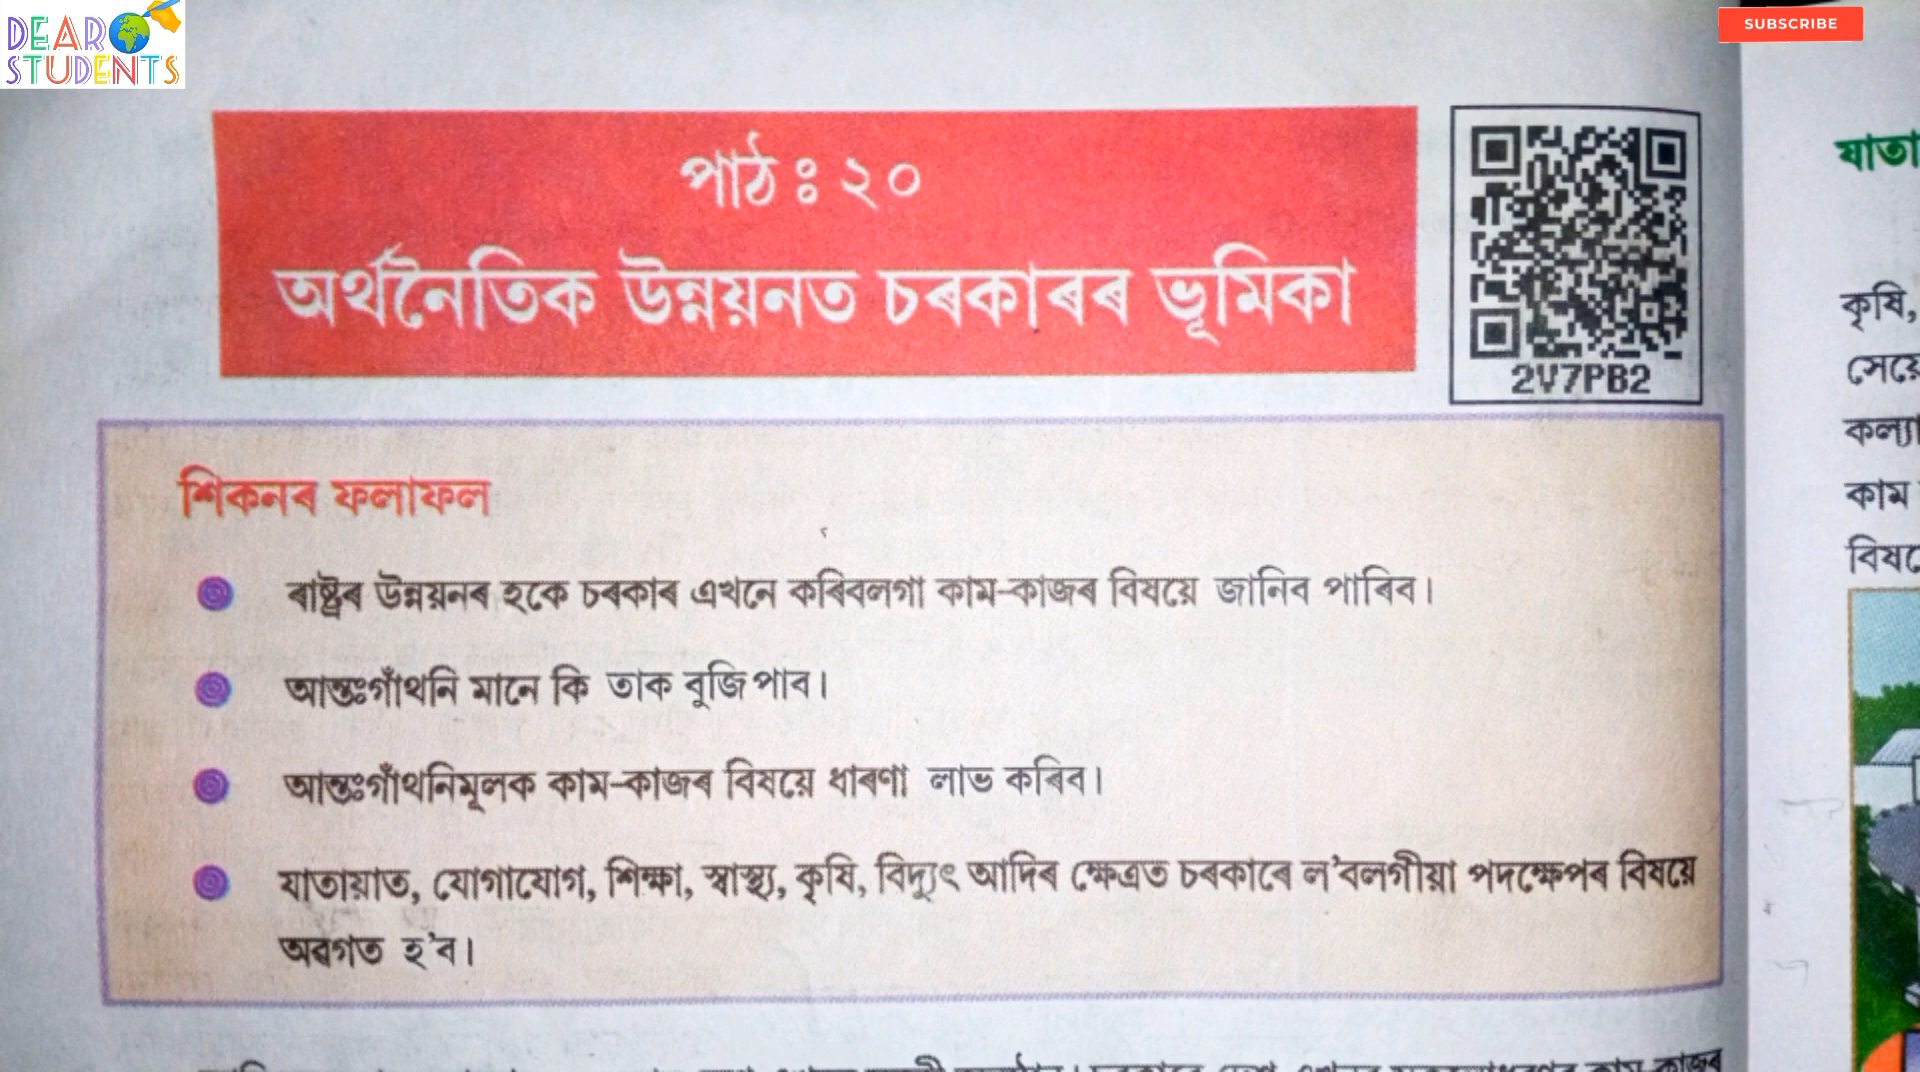 DEAR
STUDENTS
SUBSCRIBE
পাঠ ঃ ২০
অৰ্থনৈতিক উন্নয়নত চৰকাৰৰ ভূমিকা
2V7PB2
শিকনৰ ফলাফল
ৰাষ্ট্ৰৰ উন্নয়নৰ হকে চৰকাৰ এখনে কৰিবলগা কাম-কাজৰ বিষয়ে জানিব পাৰিব।
আন্তঃগাঁথনি মানে কি তাক বুজি পাব।
আন্তঃগাঁথনিমূলক কাম-কাজৰ বিষয়ে ধাৰণা লাভ কৰিব।
যাতায়াত, যোগাযোগ, শিক্ষা, স্বাস্থ্য, কৃষি, বিদ্যুৎ আদিৰ ক্ষেত্ৰত চৰকাৰে ল'বলগীয়া পদক্ষেপৰ বিষয়ে
অৱগত হ'ব।
কৃষি,
কাম